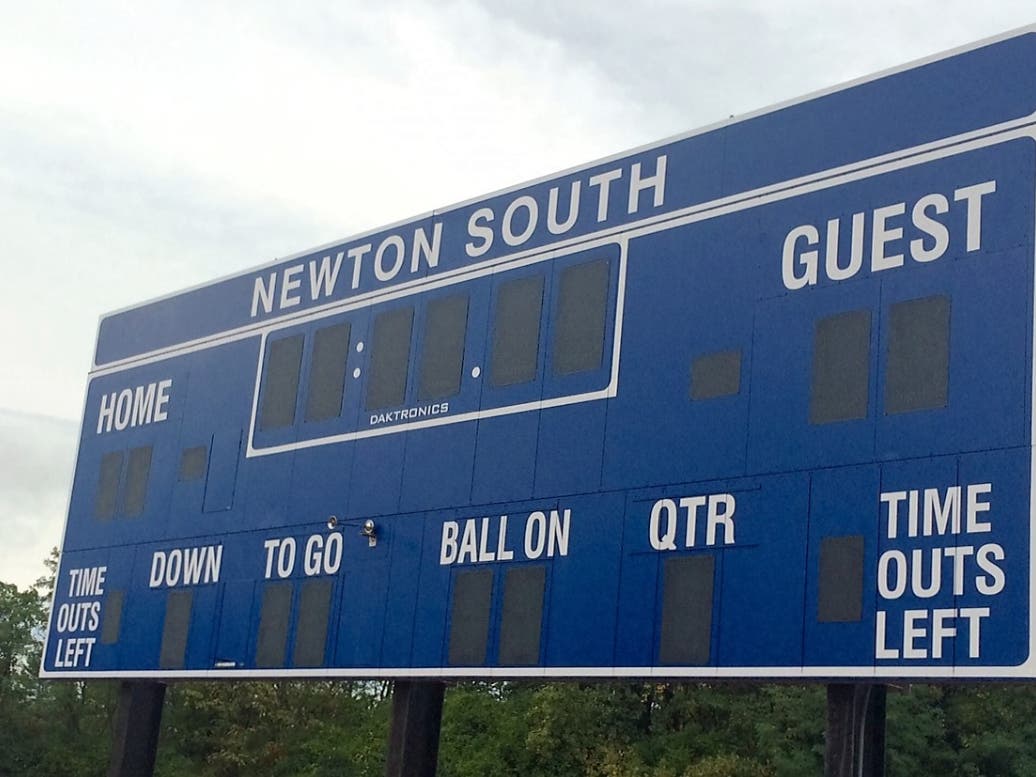 NEWTON SOUTH
HOME
:
.
GUEST
DAKTRONICS
DOWN
TO GO
BALL ON
QTR
TIME
OUTS
LEFT
TIME
OUTS
LEFT